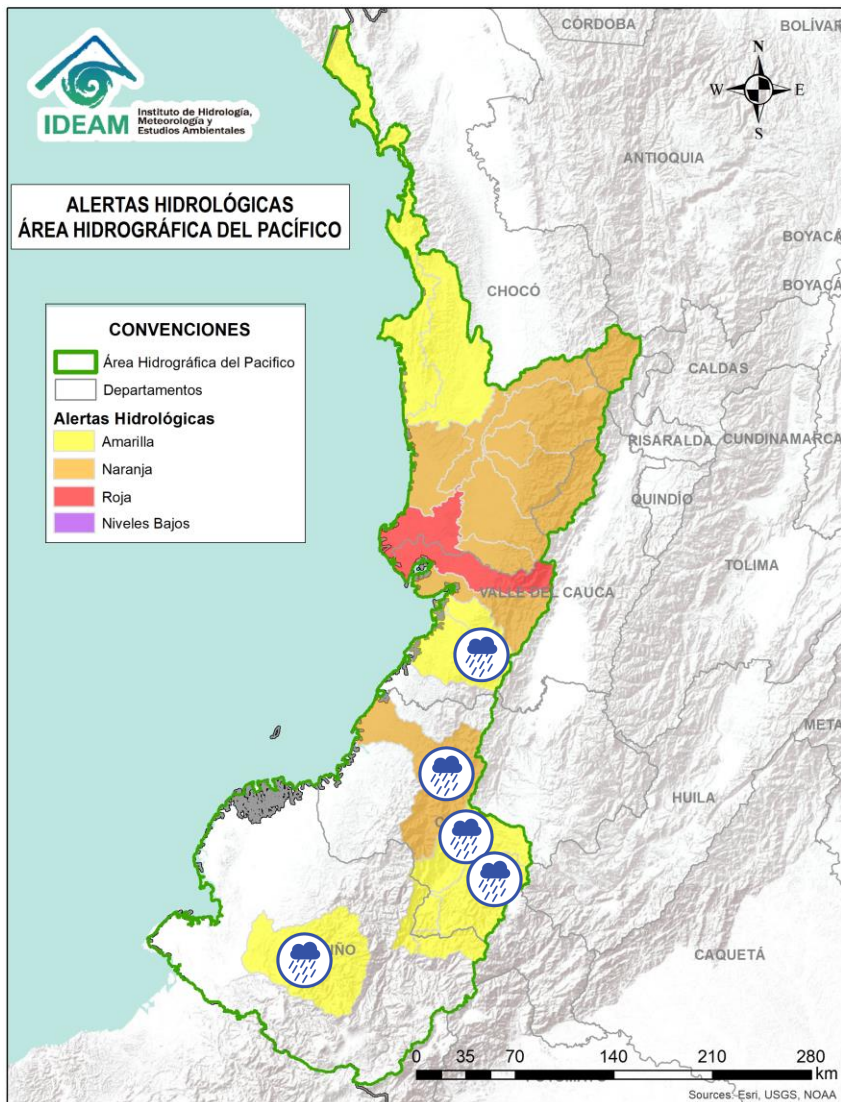 IDEAM
Instituto de Hidrología,
Meteorología y
Estudios Ambientales
ALERTAS HIDROLÓGICAS
ÁREA HIDROGRÁFICA DEL PACÍFICO
CONVENCIONES
Área Hidrográfica del Pacifico
Departamentos
Alertas Hidrológicas
Amarilla
Naranja
Roja
Niveles Bajos
CÓRDOBA
BOLÍVAR
N
W E
S
ANTIOQUIA
BOYACÁ
CHOCÓ
BOYACÁ
CALDAS
RISARALDA
CUNDINAMARCA
QUINDÍO
TOLIMA
VALLE DEL CAUCA
META
HUILA
CAQUETÁ
0 35 70 140 210 280
km
Sources: Esri, USGS, NOAA